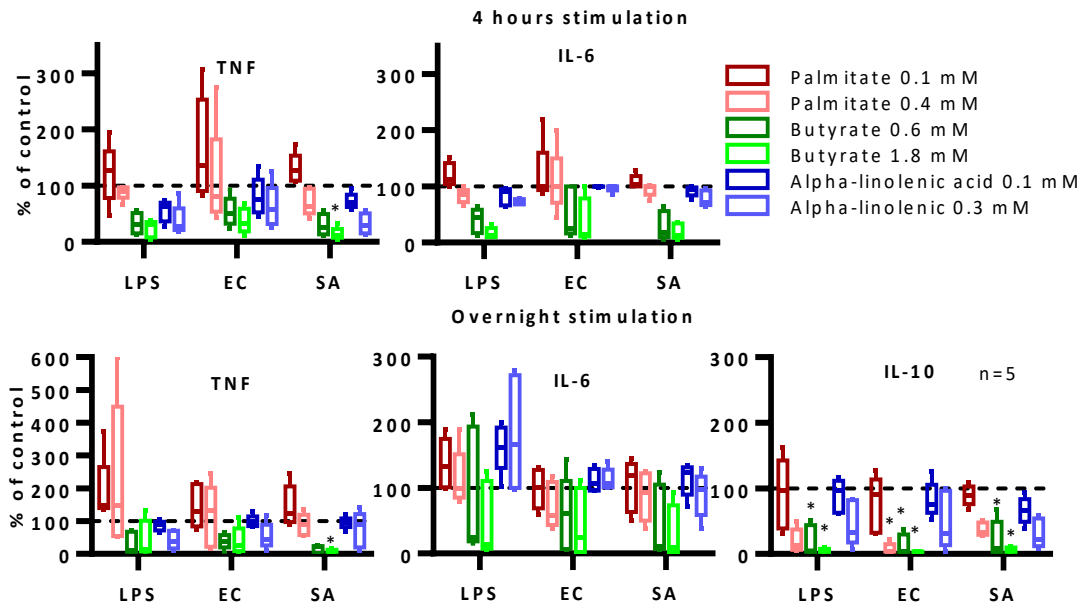 4 hours stimulation
TNF
IL-6
% of control
300
200
100
0
LPS EC SA
*
300
200
100
0
LPS EC SA
Palmitate 0.1 mM
Palmitate 0.4 mM
Butyrate 0.6 mM
Butyrate 1.8 mM
Alpha-linolenic acid 0.1 mM
Alpha-linolenic 0.3 mM
Overnight stimulation
TNF
% of control
600
500
400
300
200
100
0
*
LPS EC SA
IL-6
300
200
100
0
LPS EC SA
IL-10 n=5
300
200
100
0
* * * * * * *
LPS EC SA